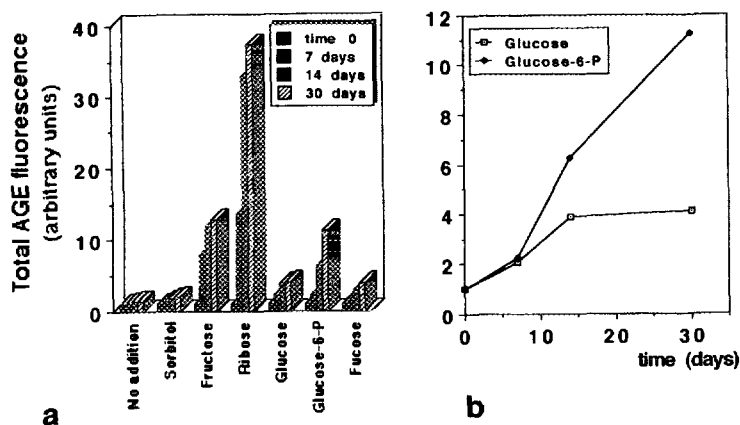 Total AGE fluorescence
(arbitrary units)
40
30
20
10
0
time 0
7 days
14 days
30 days
No addition
Sorbitol
Fructose
Ribose
Glucose
Glucose-6-P
Fucose
a
12
10
8
6
4
2
0
Glucose
Glucose-6-P
0
10
20
30
time (days)
b